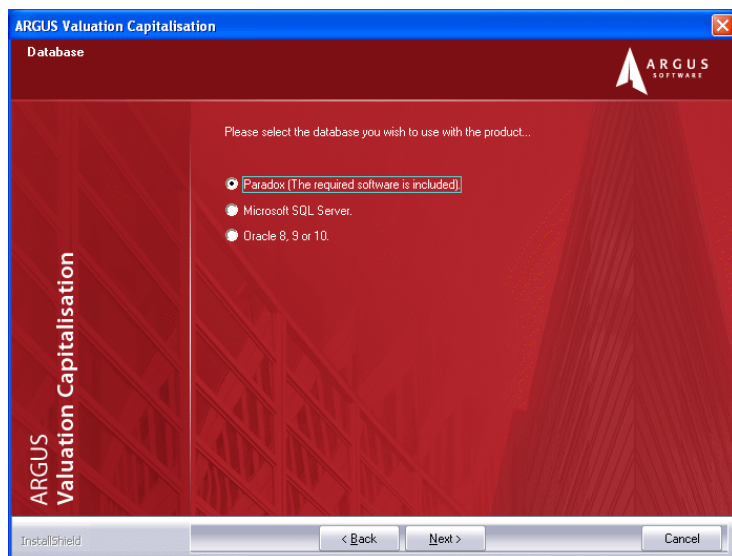 ARGUS Valuation Capitalisation
Database
ARGUS
SOFTWARE
Please select the database you wish to use with the product...
Paradox (The required software is included).
Microsoft SQL Server.
Oracle 8, 9 or 10.
ARGUS
Valuation Capitalisation
InstallShield
< Back
Next >
Cancel